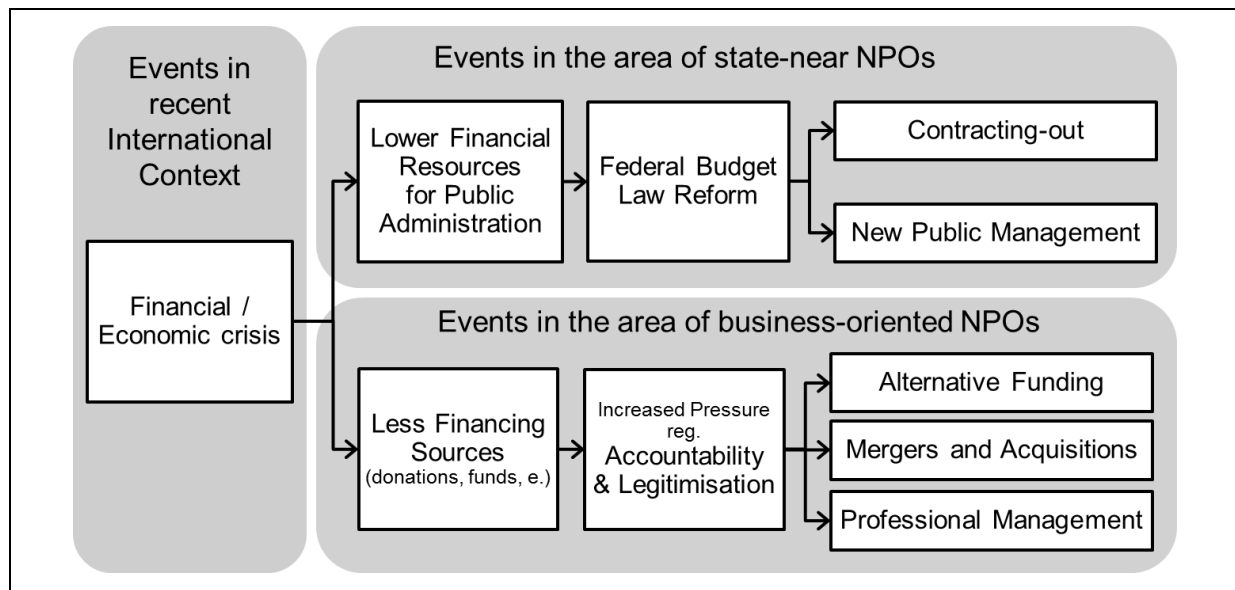 Events in
recent
International
Context
Financial /
Economic crisis
Events in the area of state-near NPOs
Lower Financial
Resources
for Public
Administration
Federal Budget
Law Reform
Contracting-out
New Public Management
Events in the area of business-oriented NPOs
Less Financing
Sources
(donations, funds, e.)
Increased Pressure
reg.
Accountability
& Legitimisation
Alternative Funding
Mergers and Acquisitions
Professional Management